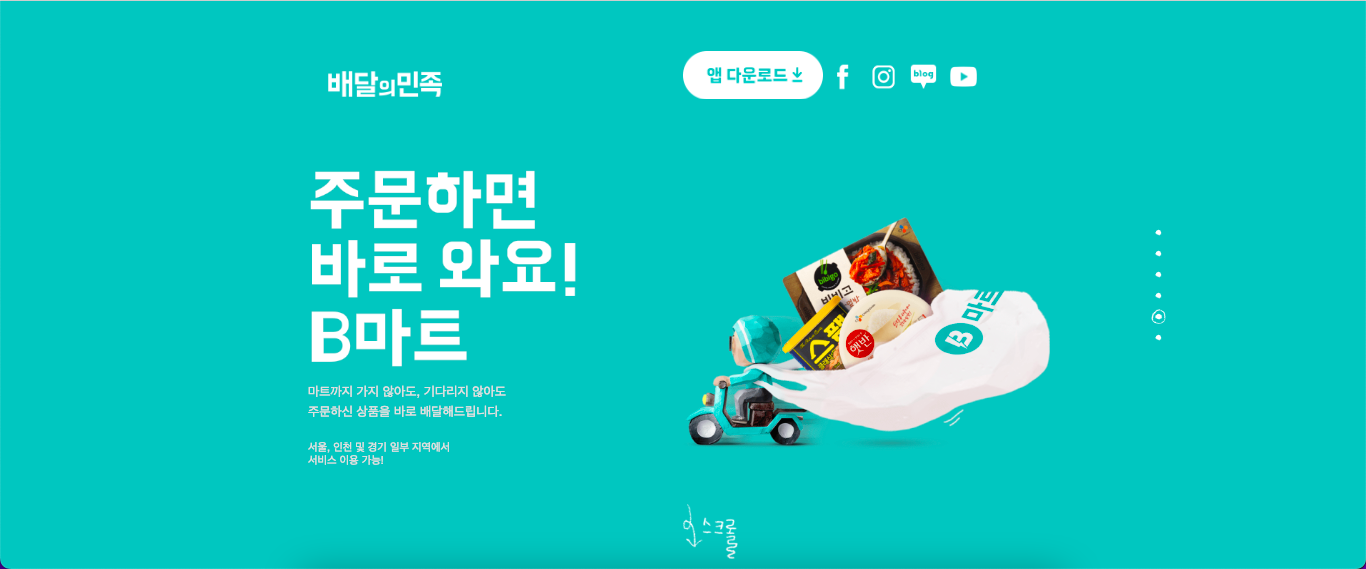 배달의민족
앱 다운로드
blog
주문하면
바로 와요!
B마트
마트까지 가지 않아도, 기다리지 않아도
주문하신 상품을 바로 배달해드립니다.
서울, 인천 및 경기 일부 지역에서
서비스 이용 가능!
bibigo
비비고
스팸
햇반
B 마트
스크롤